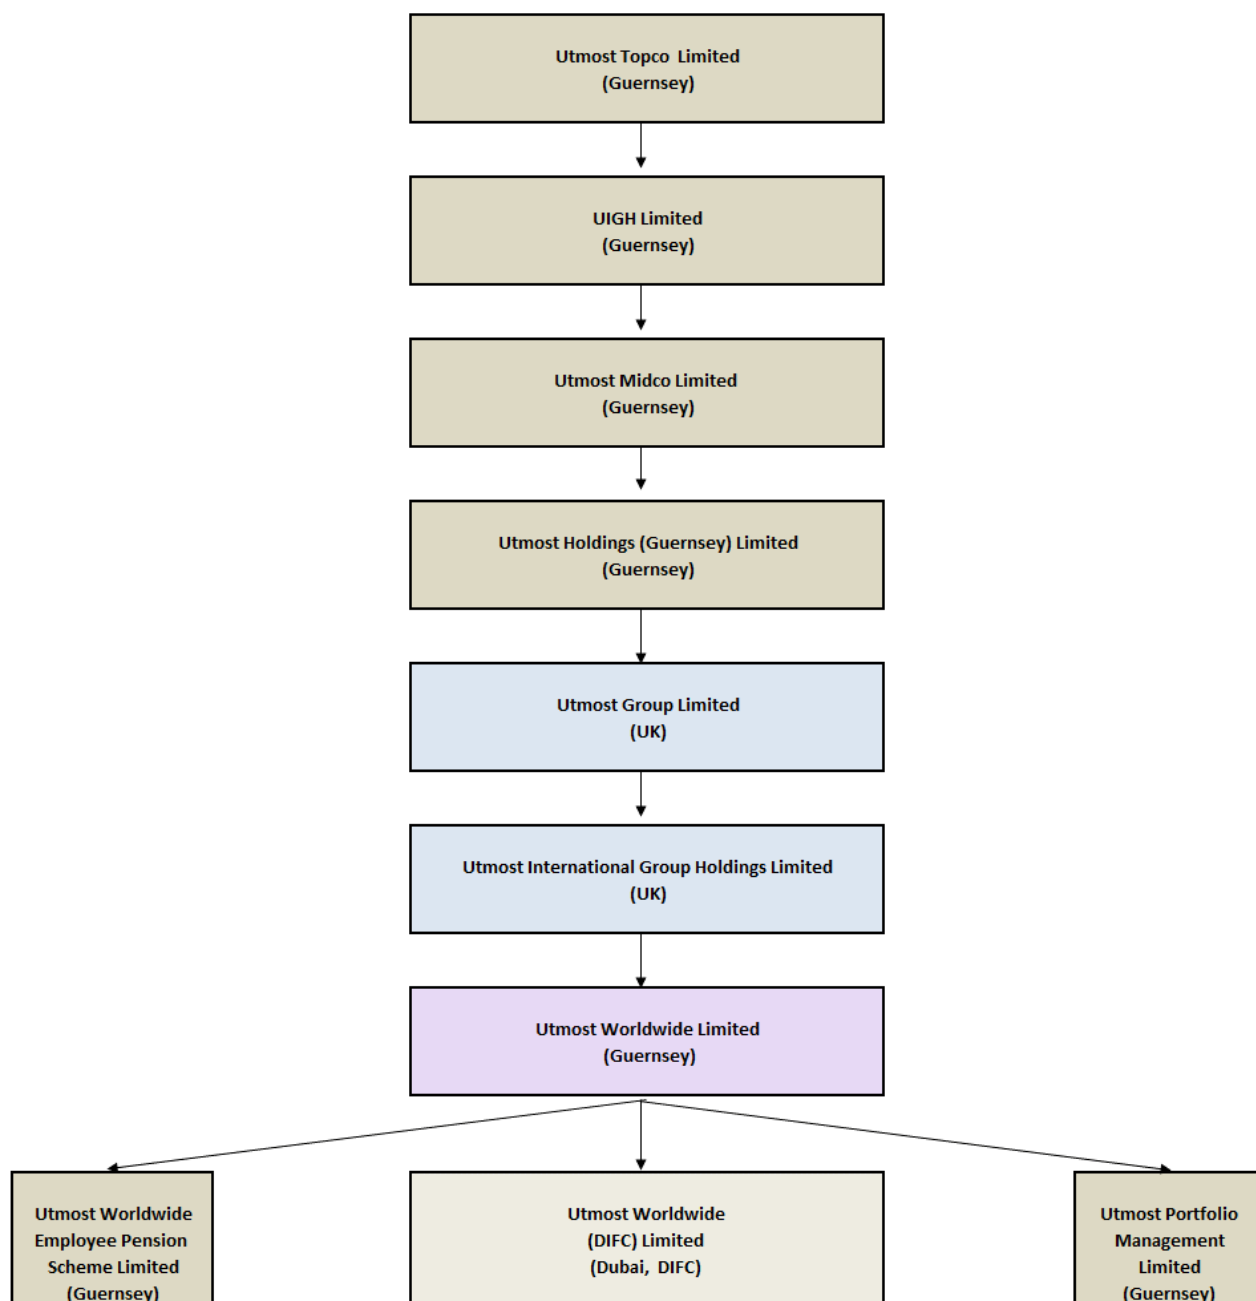 Utmost Topco Limited
(Guernsey)
UIGH Limited
(Guernsey)
Utmost Midco Limited
(Guernsey)
Utmost Holdings (Guernsey) Limited
(Guernsey)
Utmost Group Limited
(UK)
Utmost International Group Holdings Limited
(UK)
Utmost Worldwide Limited
(Guernsey)
Utmost Worldwide
Employee Pension
Scheme Limited
(Guernsey)
Utmost Worldwide
(DIFC) Limited
(Dubai, DIFC)
Utmost Portfolio
Management
Limited
(Guernsey)